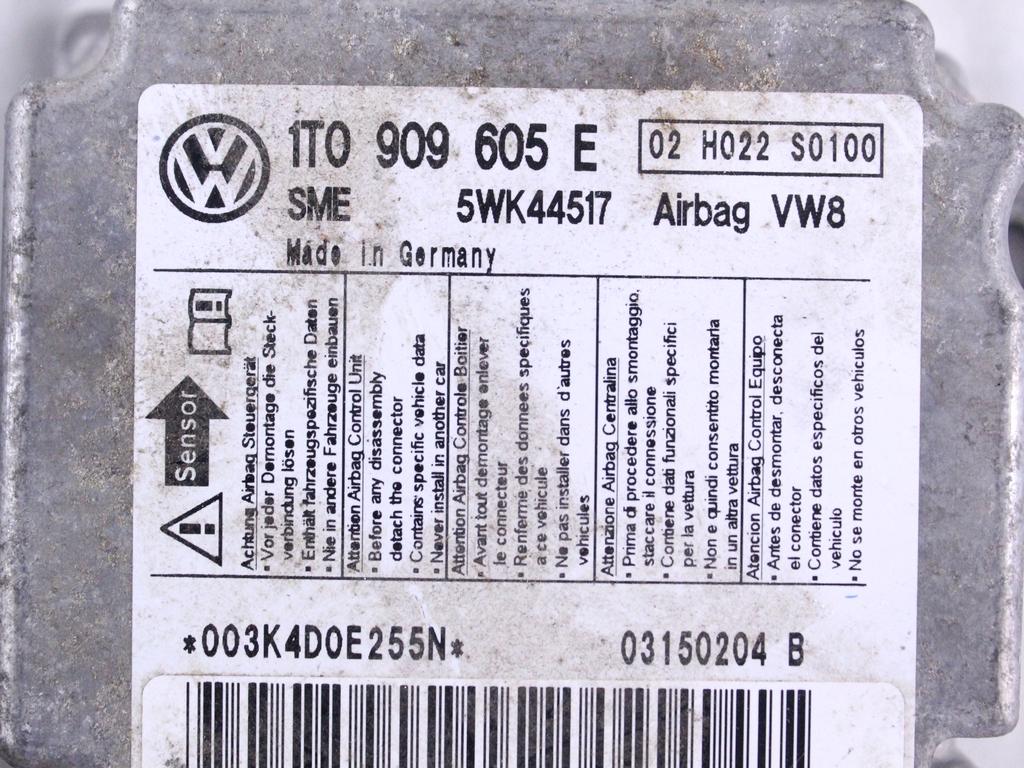 1T0 909 605 E
02 H022 S0100
SME 5WK44517 Airbag VW8
Made in Germany
Sensor
Achtung Airbag Steuergerät
• Vor jeder Demontage die Steck-
verbindung lösen
• Enthält fahrzeugspezifische Daten
• Nie in andere Fahrzeuge einbauen
Attention Airbag Control Unit
• Before any disassembly
detach the connector
• Contains specific vehicle data
• Never install in another car
Attention Airbag Controle Boitier
• Avant tout demontage enlever
le connecteur
• Renferme des donnees specifiques
a ce vehicule
• Ne pas installer dans d'autres
vehicules
Attenzione Airbag Centralina
• Prima di procedere allo smontaggio,
staccare il connessione
• Contiene dati funzionali specifici
per la vettura
• Non e quindi consentito montarla
in un altra vettura
Atencion Airbag Control Equipo
• Antes de desmontar, desconecta
el conector
• Contiene datos especificos del
vehiculo
• No se monte en otros vehiculos
*003K4D0E255N* 03150204 B